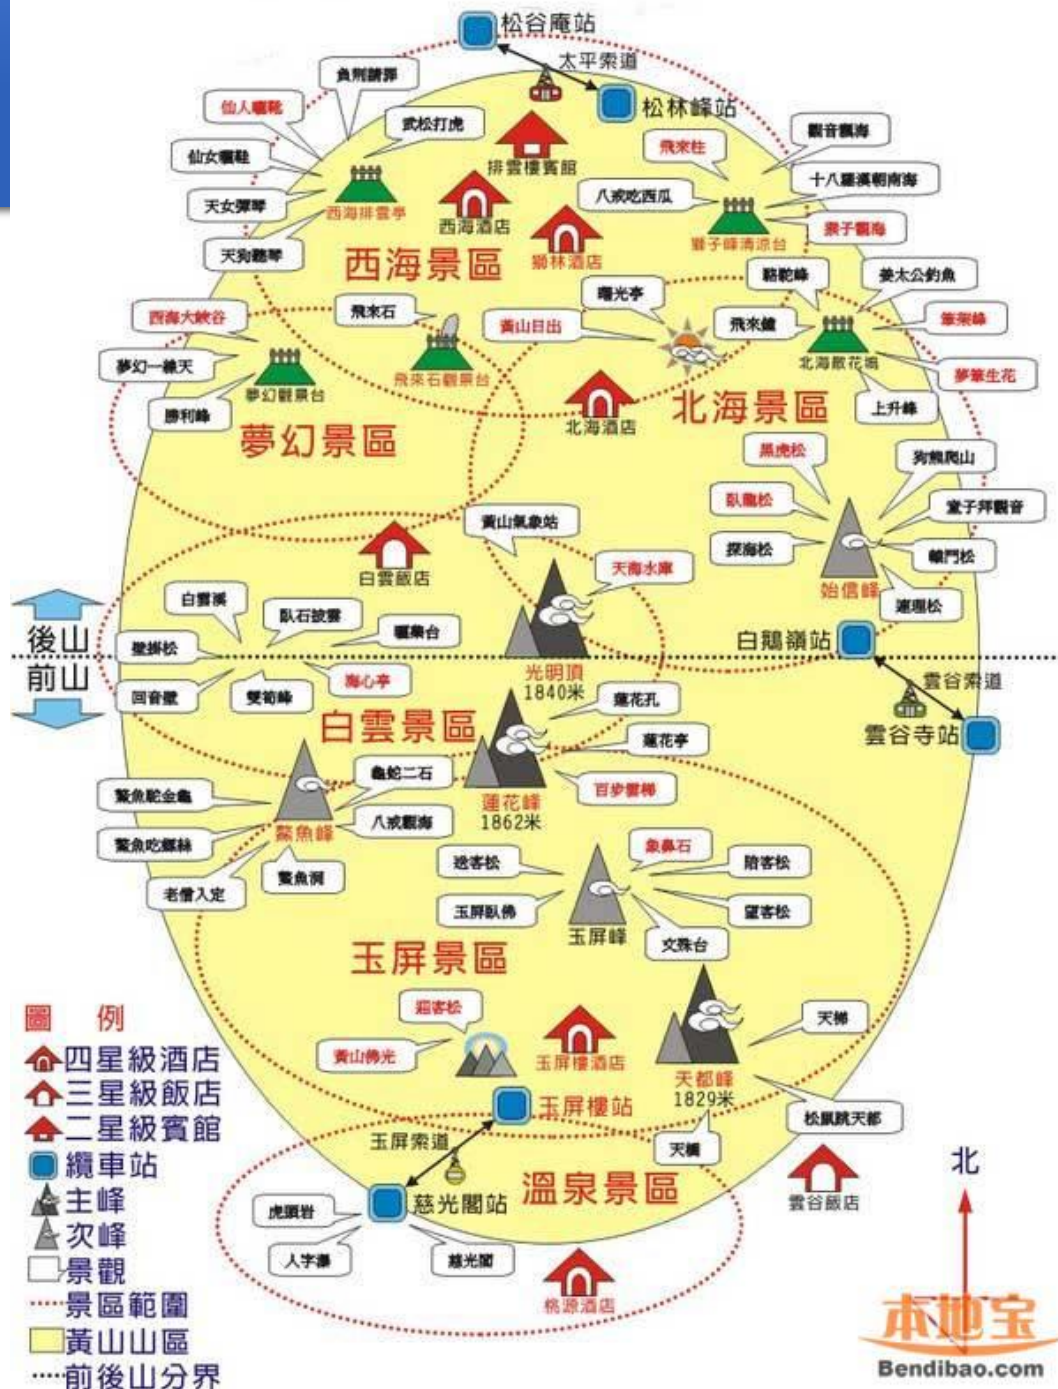 松谷庵站
太平索道
松林峰站
負荊請罪
仙人曬靴
武松打虎
仙女曬鞋
天女彈琴
天狗聽琴
西海排雲亭
排雲樓賓館
西海酒店
獅林酒店
西海景區
飛來柱
觀音飄海
八戒吃西瓜
十八羅漢朝南海
猴子觀海
獅子峰清涼台
駱駝峰
姜太公釣魚
曙光亭
黃山日出
飛來鐘
筆架峰
北海散花塢
夢筆生花
上升峰
西海大峽谷
飛來石
飛來石觀景台
夢幻一線天
夢幻觀景台
勝利峰
夢幻景區
北海酒店
北海景區
黑虎松
狗熊爬山
臥龍松
童子拜觀音
探海松
龍門松
始信峰
連理松
黃山氣象站
白雲飯店
天海水庫
白雲溪
臥石披雲
曬藥台
後山
壁掛松
光明頂
1840米
白鵝嶺站
前山
回音壁
雙筍峰
海心亭
雲谷索道
雲谷寺站
白雲景區
蓮花孔
蓮花亭
百步雲梯
蓮花峰
1862米
龜蛇二石
鰲魚駝金龜
鰲魚峰
八戒觀海
鰲魚吃螺絲
鰲魚洞
老僧入定
送客松
象鼻石
陪客松
玉屏臥佛
望客松
玉屏峰
文殊台
玉屏景區
迎客松
黃山佛光
玉屏樓酒店
天梯
天都峰
1829米
松鼠跳天都
天橋
玉屏樓站
玉屏索道
慈光閣站
溫泉景區
雲谷飯店
虎頭岩
人字瀑
慈光閣
桃源酒店
北
圖 例
四星級酒店
三星級飯店
二星級賓館
纜車站
主峰
次峰
景觀
景區範圍
黃山山區
前後山分界
本地宝
Bendibao.com